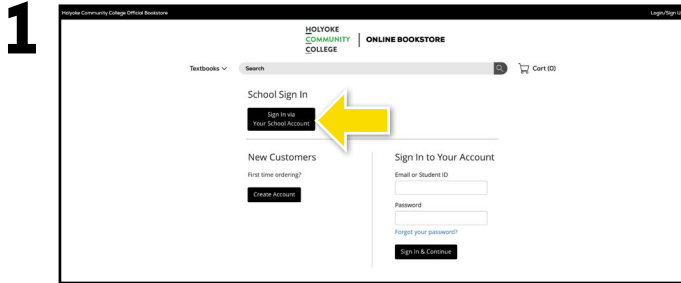 1
Holyoke Community College Official Bookstore
Login/Sign U
HOLYOKE
COMMUNITY
COLLEGE
ONLINE BOOKSTORE
Textbooks
Search
Cart (0)
School Sign In
Sign In via
Your School Account
New Customers
First time ordering?
Create Account
Sign In to Your Account
Email or Student ID
Password
Forgot your password?
Sign In & Continue